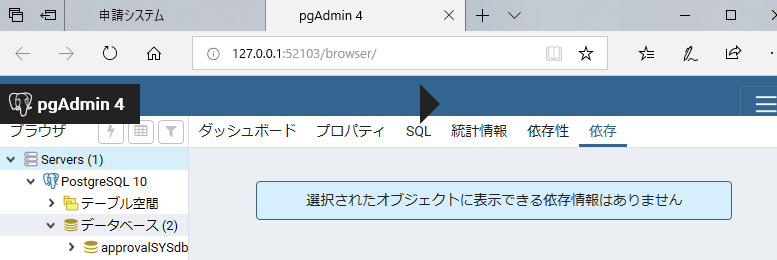 申請システム
pgAdmin 4
127.0.0.1:52103/browser/
pgAdmin 4
ブラウザ
ダッシュボード プロパティ SQL 統計情報 依存性 依存
Servers (1)
PostgreSQL 10
選択されたオブジェクトに表示できる依存情報はありません
テーブル空間
データベース (2)
approvalSYSdb